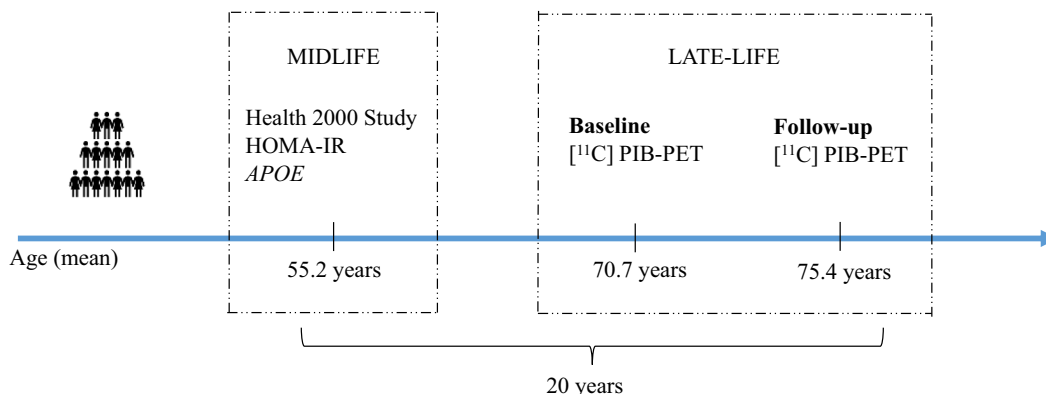 MIDLIFE
Health 2000 Study
HOMA-IR
APOE
LATE-LIFE
Baseline
[¹¹C] PIB-PET
Follow-up
[¹¹C] PIB-PET
Age (mean)
55.2 years
70.7 years
75.4 years
20 years